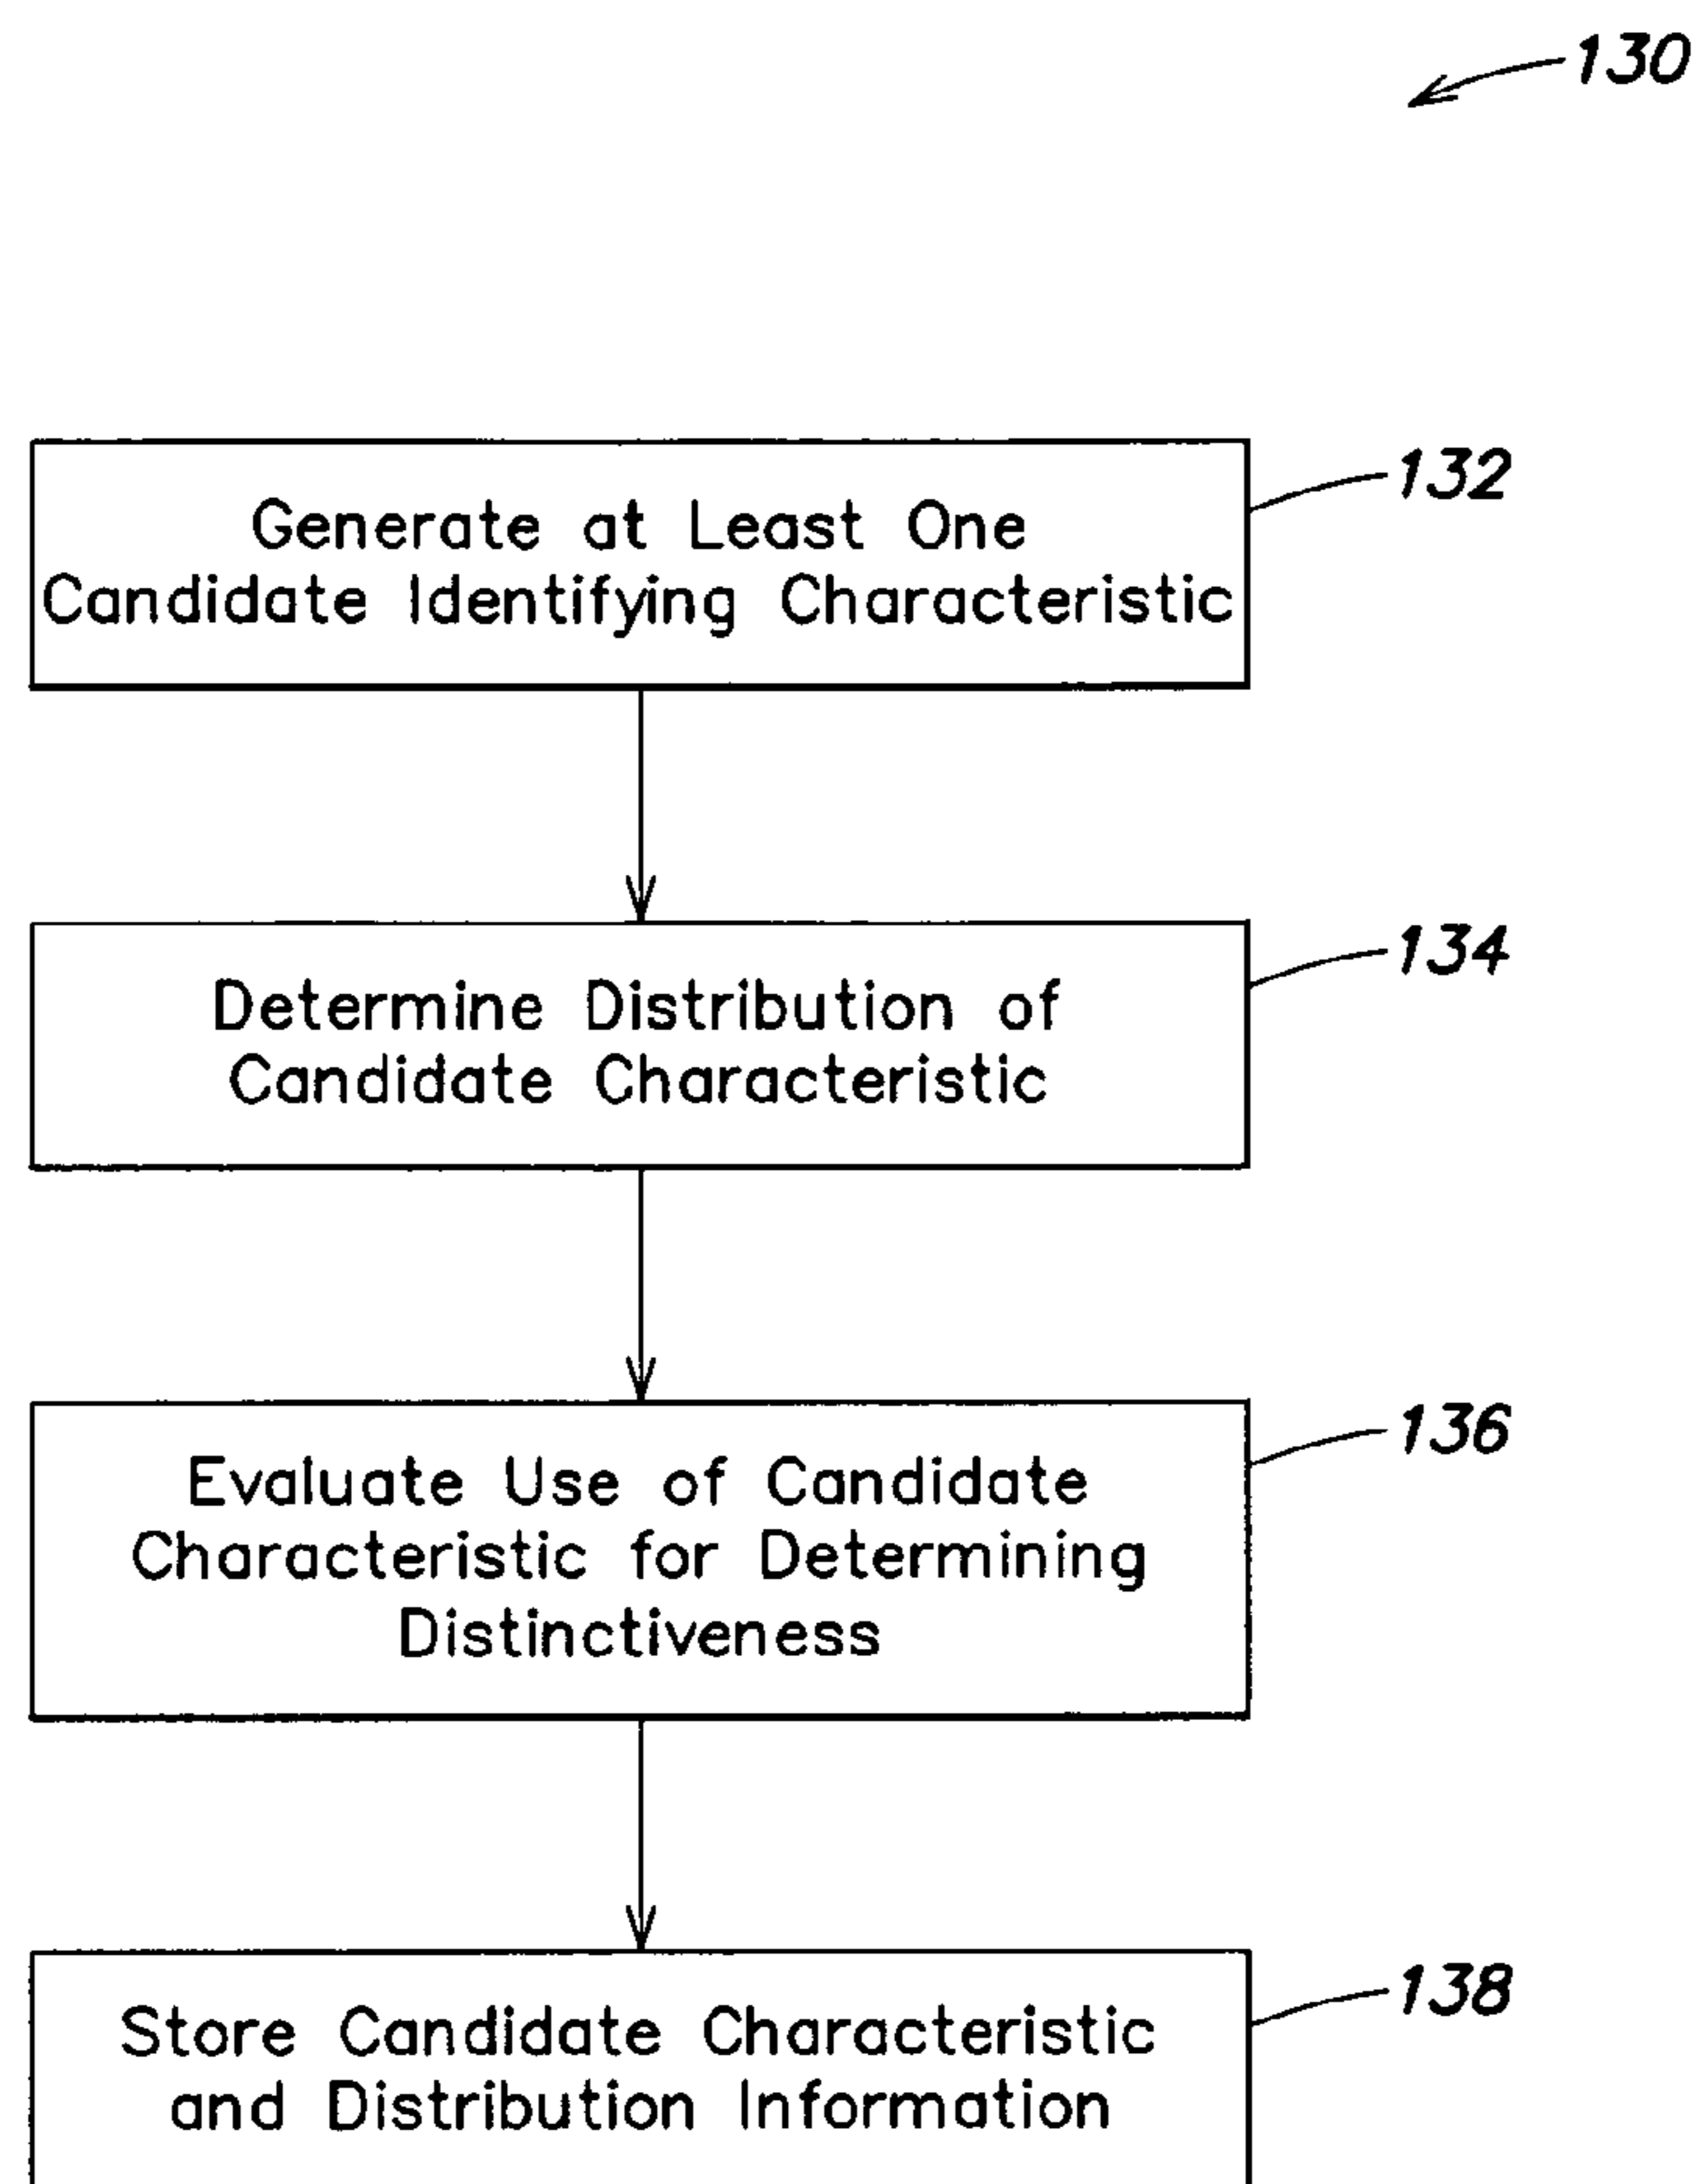 130
Generate at Least One
Candidate Identifying Characteristic
132
Determine Distribution of
Candidate Characteristic
134
Evaluate Use of Candidate
Characteristic for Determining
Distinctiveness
136
Store Candidate Characteristic
and Distribution Information
138